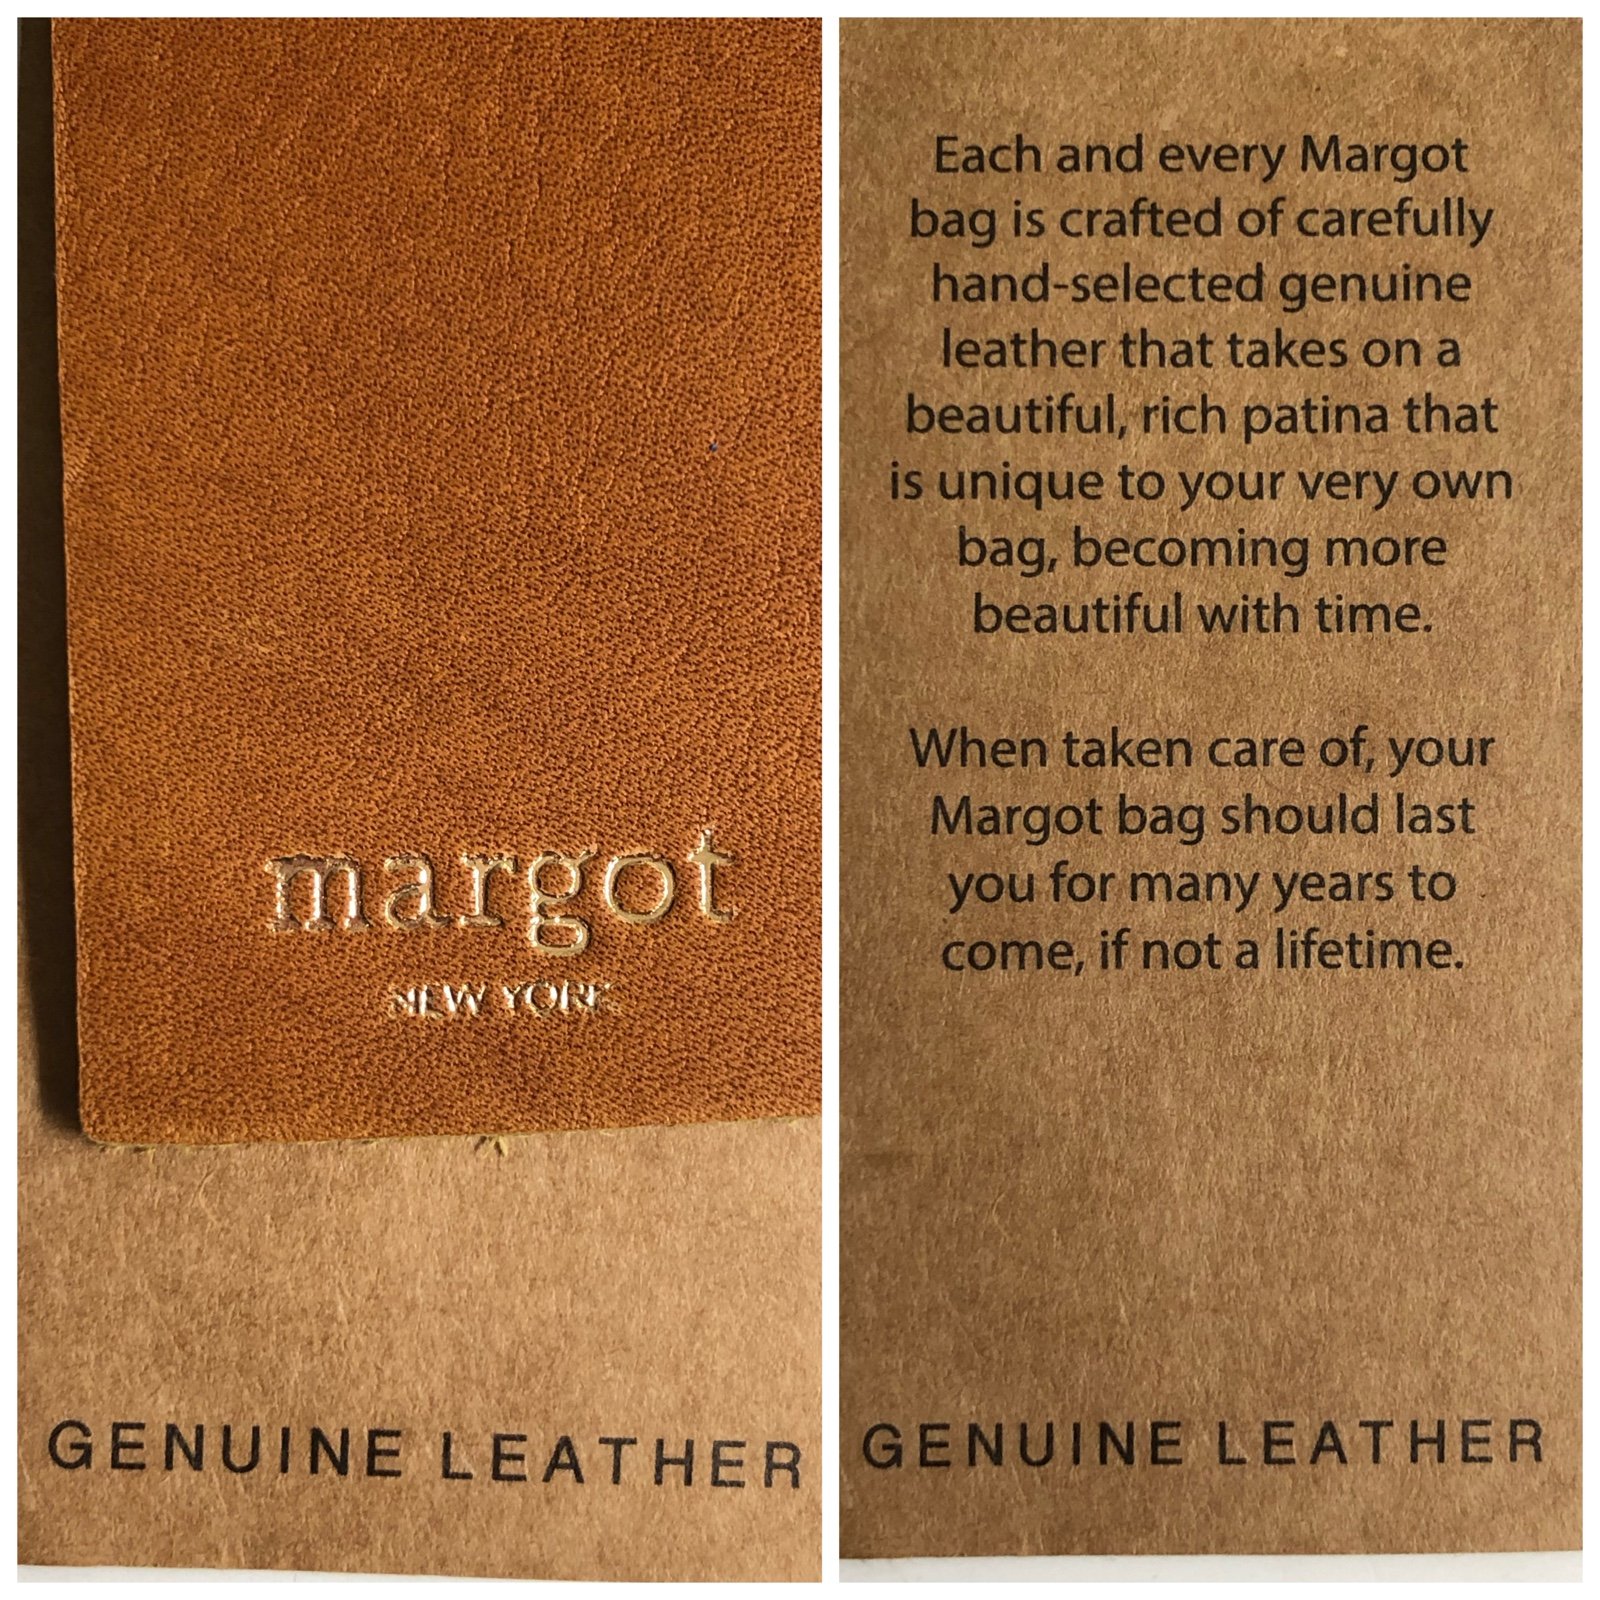 margot
NEW YORK
GENUINE LEATHER
Each and every Margot
bag is crafted of carefully
hand-selected genuine
leather that takes on a
beautiful, rich patina that
is unique to your very own
bag, becoming more
beautiful with time.
When taken care of, your
Margot bag should last
you for many years to
come, if not a lifetime.
GENUINE LEATHER